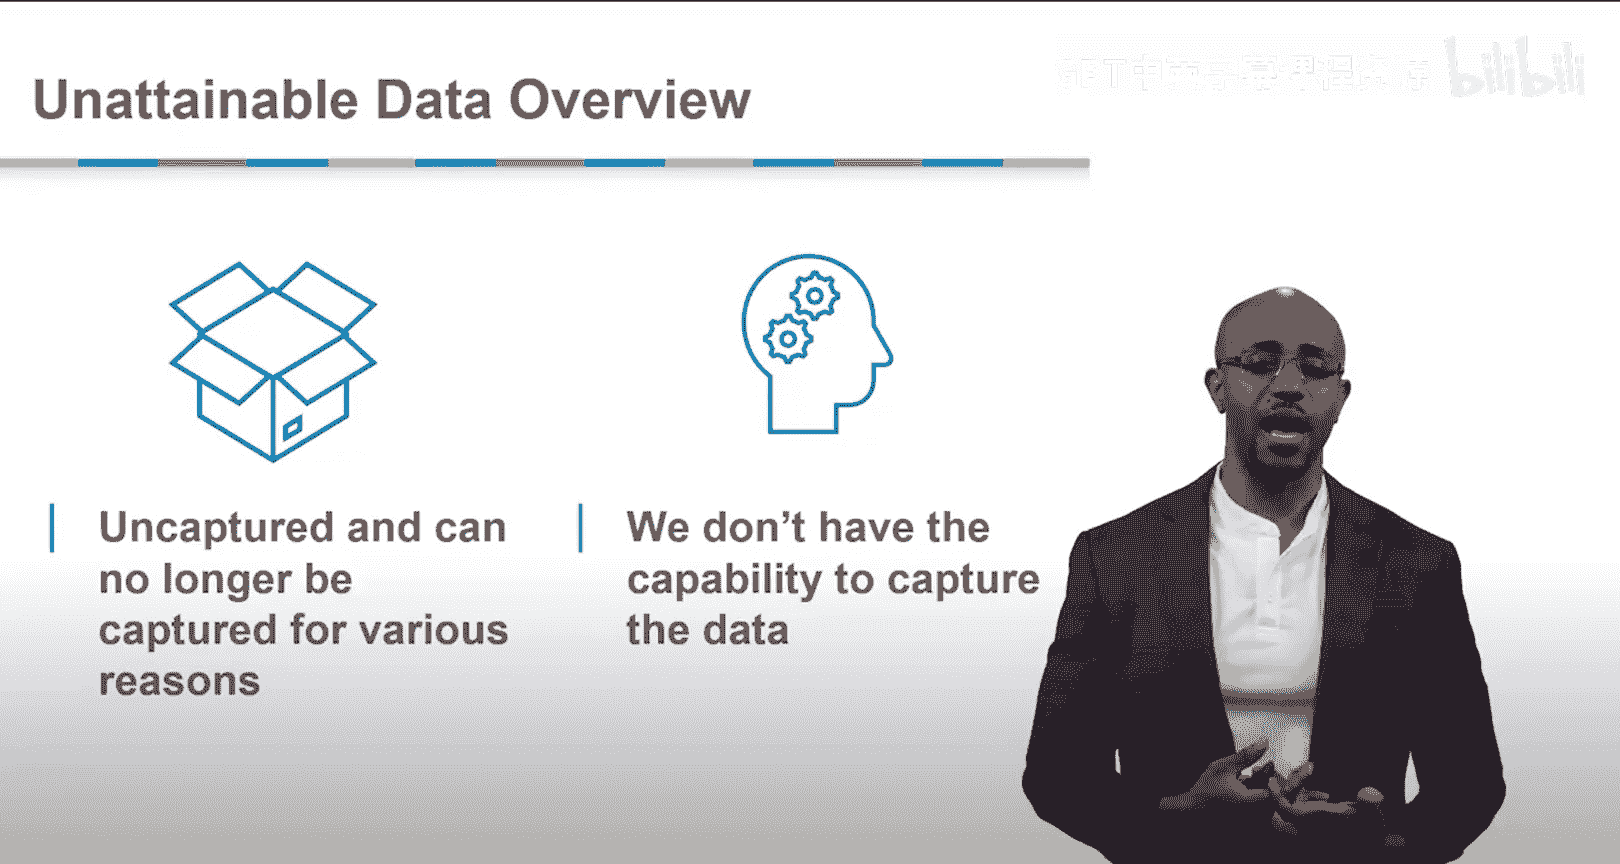 Unattainable Data Overview
bilibili
Uncaptured and can
no longer be
captured for various
reasons
We don’t have the
capability to capture
the data